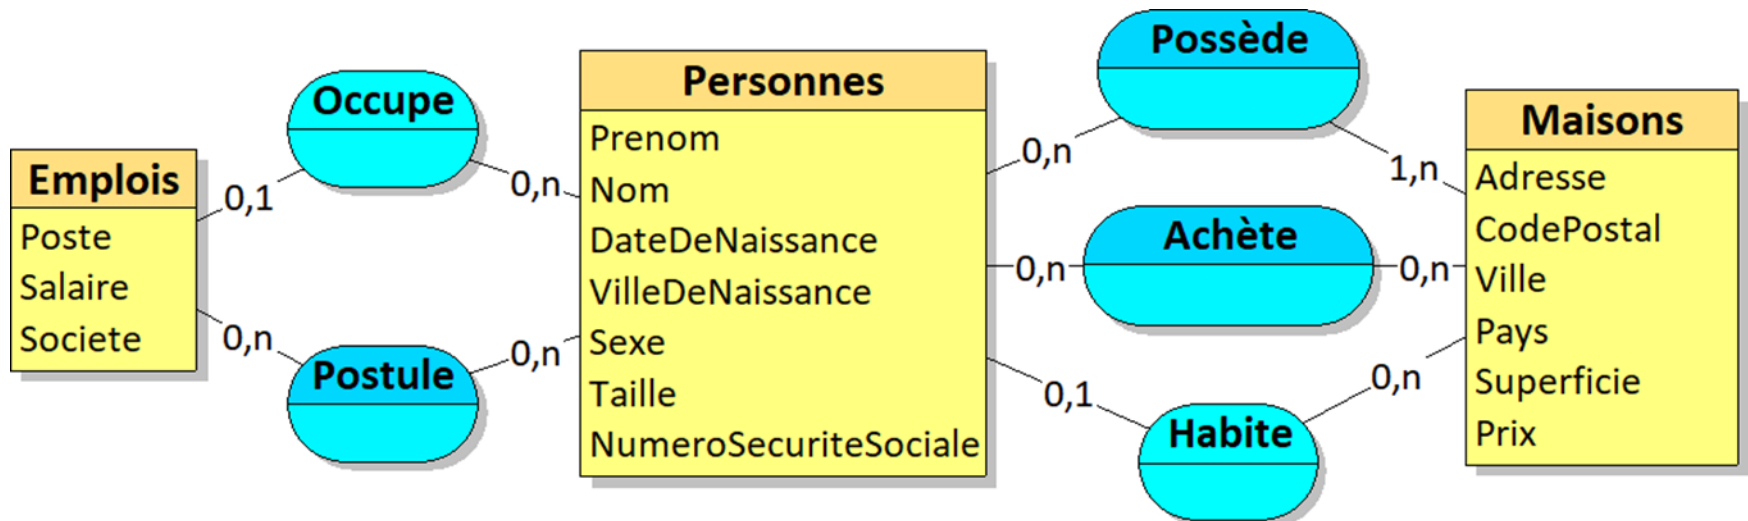 Emplois
Poste
Salaire
Societe
0,1
Occupe
0,n
0,n
Postule
0,n
Personnes
Prenom
Nom
DateDeNaissance
VilleDeNaissance
Sexe
Taille
NumeroSecuriteSociale
0,n
Possède
1,n
0,n
Achète
0,n
0,1
Habite
0,n
Maisons
Adresse
CodePostal
Ville
Pays
Superficie
Prix